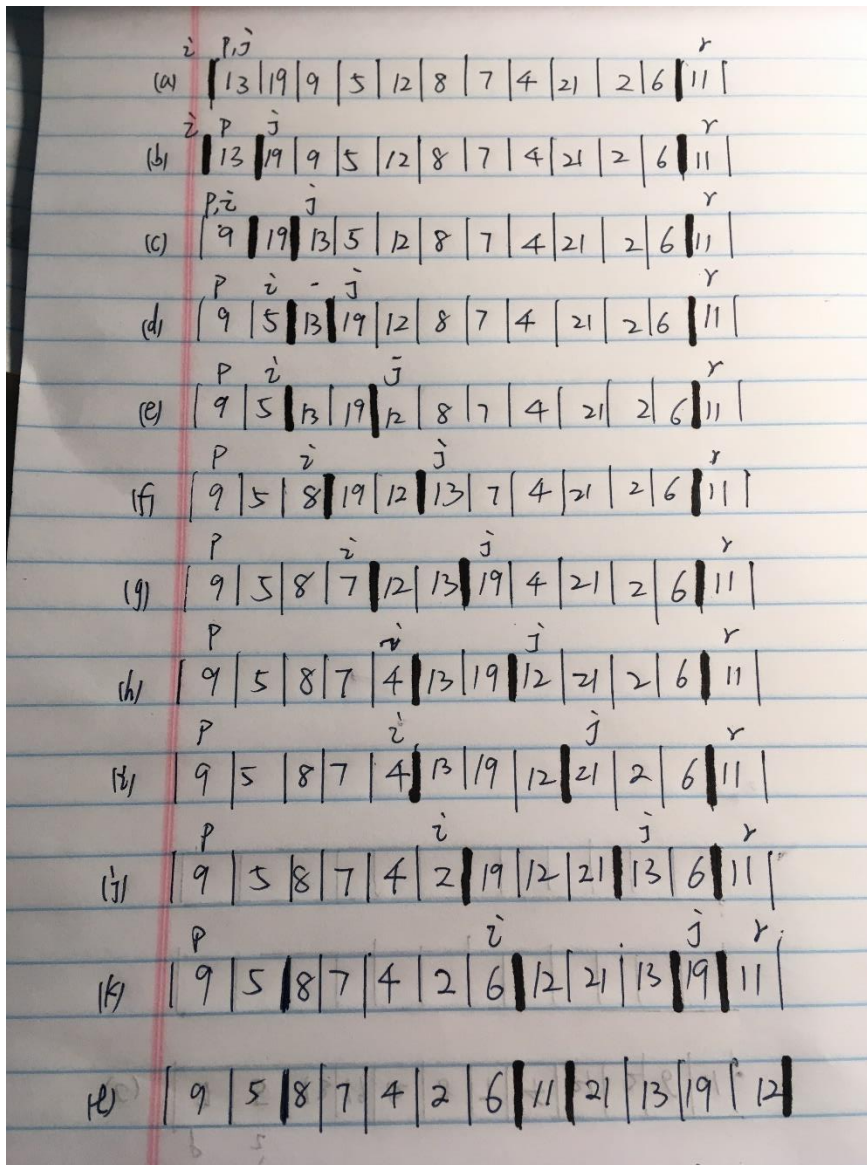 i p,j r
(a) 13 19 9 5 12 8 7 4 21 2 6 11
i p j r
(b) 13 19 9 5 12 8 7 4 21 2 6 11
p,i j r
(c) 9 19 13 5 12 8 7 4 21 2 6 11
p i - j r
(d) 9 5 13 19 12 8 7 4 21 2 6 11
p i j r
(e) 9 5 13 19 12 8 7 4 21 2 6 11
p i j r
(f) 9 5 8 19 12 13 7 4 21 2 6 11
p i j r
(g) 9 5 8 7 12 13 19 4 21 2 6 11
p i j r
(h) 9 5 8 7 4 13 19 12 21 2 6 11
p i j r
(i) 9 5 8 7 4 13 19 12 21 2 6 11
p i j r
(j) 9 5 8 7 4 2 19 12 21 13 6 11
p i j r
(k) 9 5 8 7 4 2 6 12 21 13 19 11
(l) 9 5 8 7 4 2 6 11 21 13 19 12